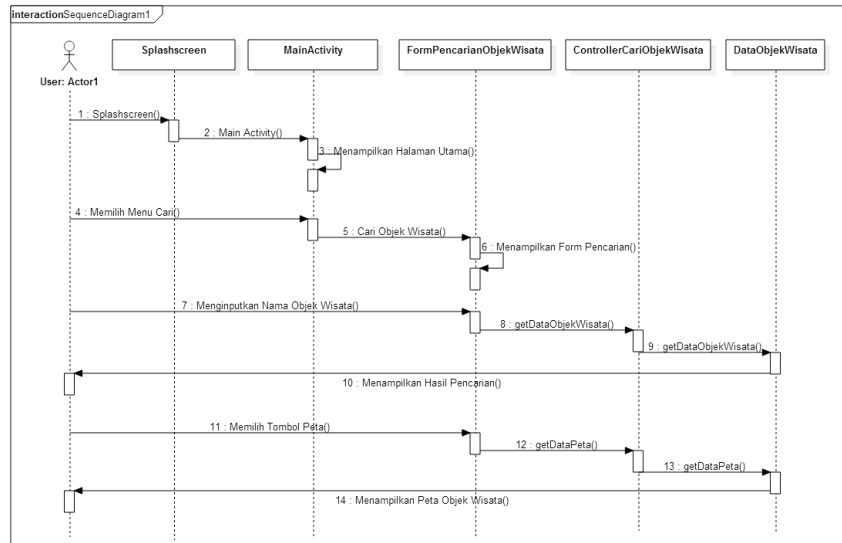 interactionSequenceDiagram1
Splashscreen
MainActivity
FormPencarianObjekWisata
ControllerCariObjekWisata
DataObjekWisata
User: Actor1
1 : Splashscreen()
2 : Main Activity()
3 : Menampilkan Halaman Utama()
4 : Memilih Menu Cari()
5 : Cari Objek Wisata()
6 : Menampilkan Form Pencarian()
7 : Menginputkan Nama Objek Wisata()
8 : getDataObjekWisata()
9 : getDataObjekWisata()
10 : Menampilkan Hasil Pencarian()
11 : Memilih Tombol Peta()
12 : getDataPeta()
13 : getDataPeta()
14 : Menampilkan Peta Objek Wisata()